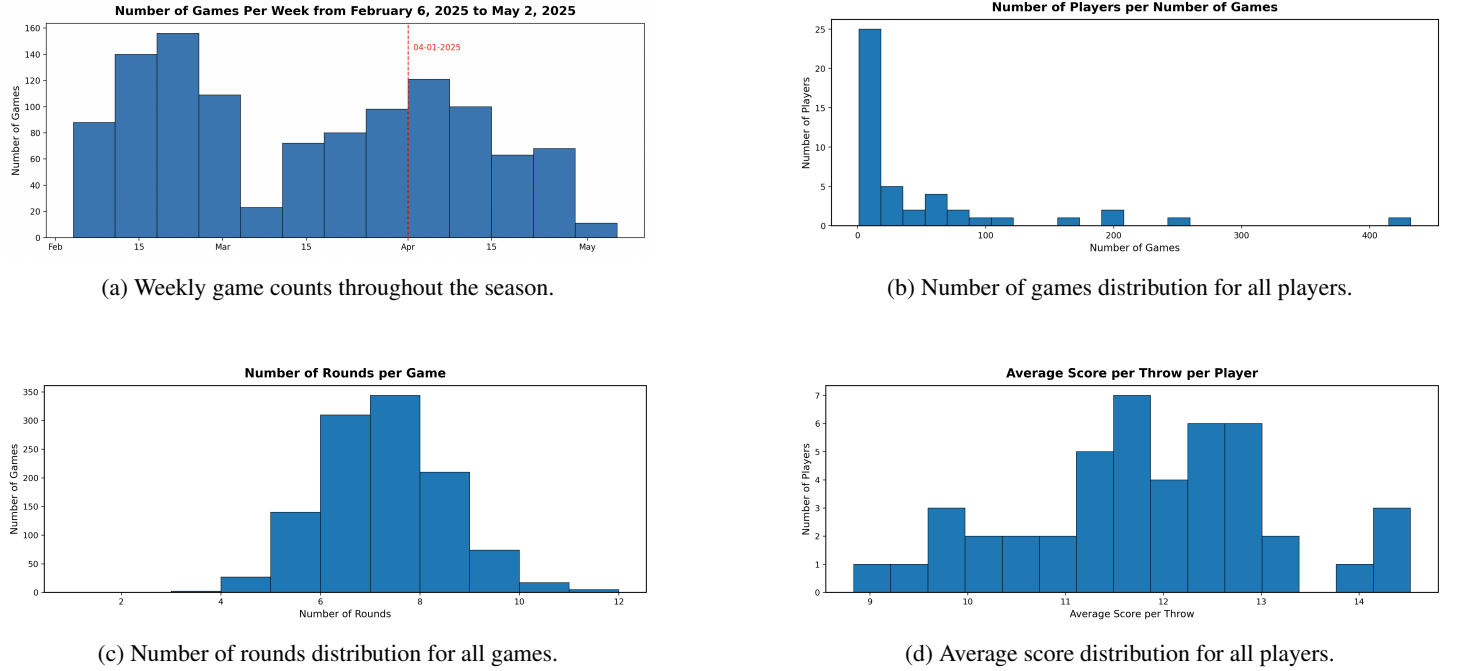 Number of Games Per Week from February 6, 2025 to May 2, 2025
Number of Games
160
140
120
100
80
60
40
20
0
04-01-2025
Feb 15 Mar 15 Apr 15 May
(a) Weekly game counts throughout the season.
Number of Players per Number of Games
Number of Players
25
20
15
10
5
0
0 100 200 300 400
Number of Games
(b) Number of games distribution for all players.
Number of Rounds per Game
Number of Games
350
300
250
200
150
100
50
0
2 4 6 8 10 12
Number of Rounds
(c) Number of rounds distribution for all games.
Average Score per Throw per Player
Number of Players
7
6
5
4
3
2
1
0
9 10 11 12 13 14
Average Score per Throw
(d) Average score distribution for all players.